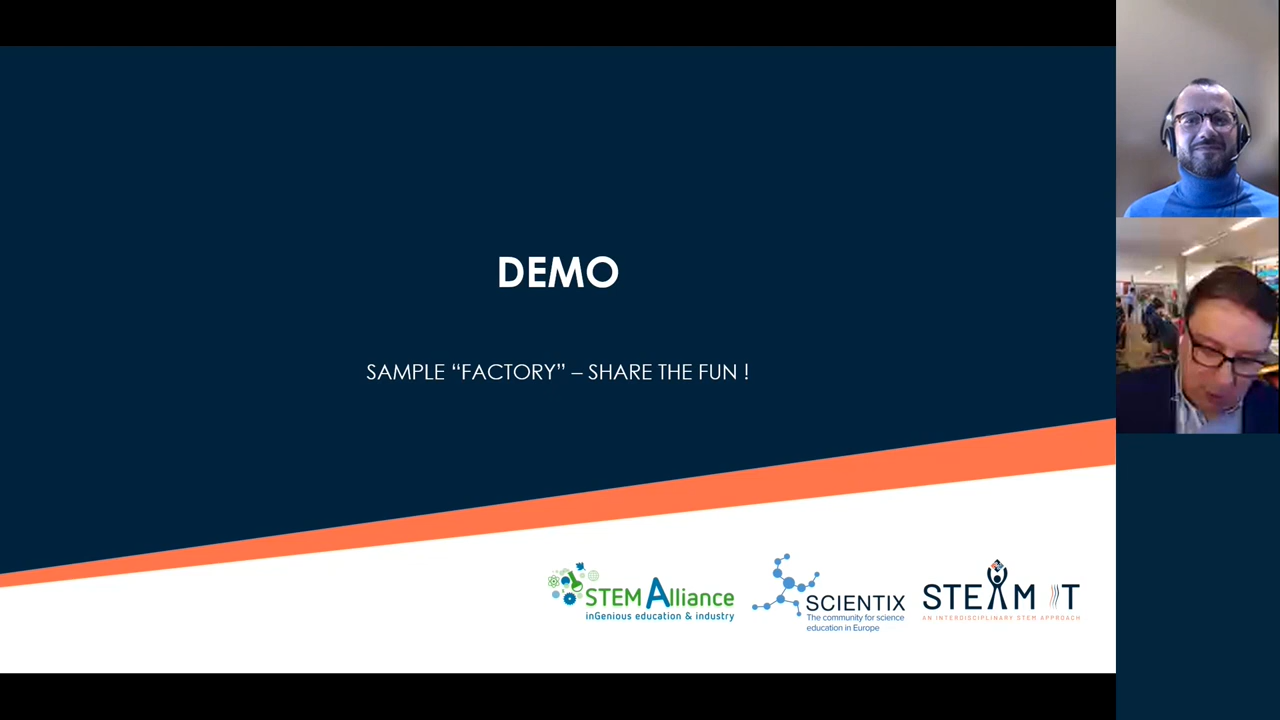 DEMO
SAMPLE “FACTORY” – SHARE THE FUN !
STEM Alliance
inGenious education & industry
SCIENTIX
The community for science
education in Europe
STEAM IT
AN INTERDISCIPLINARY STEM APPROACH